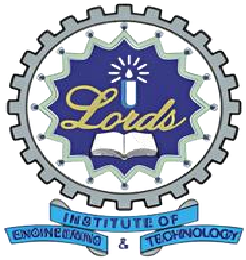 Lords
INSTITUTE OF
ENGINEERING & TECHNOLOGY